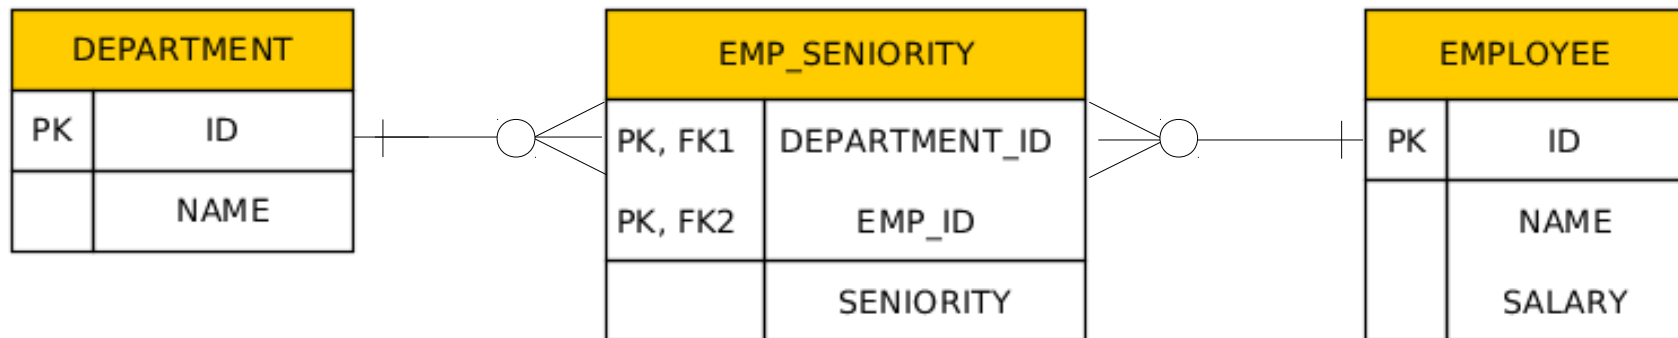 DEPARTMENT
PK ID
NAME
EMP_SENIORITY
PK, FK1 DEPARTMENT_ID
PK, FK2 EMP_ID
SENIORITY
EMPLOYEE
PK ID
NAME
SALARY